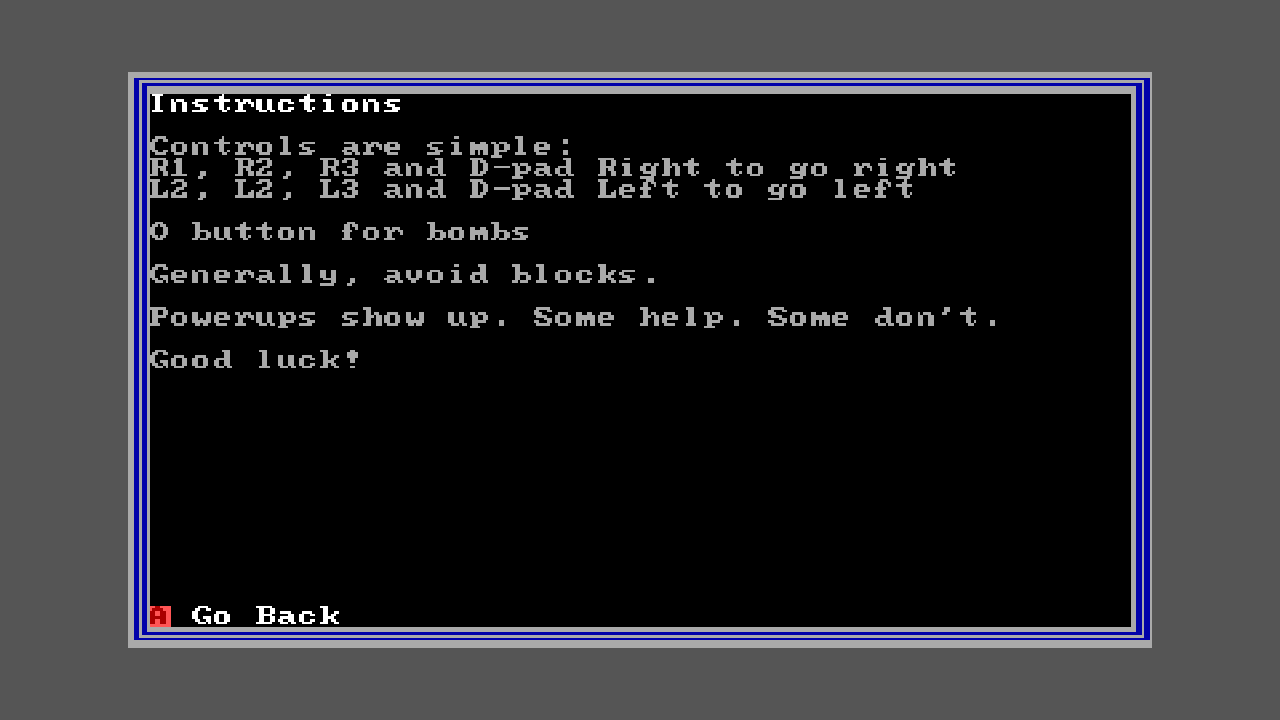 Instructions
Controls are simple:
R1, R2, R3 and D-pad Right to go right
L2, L2, L3 and D-pad Left to go left
O button for bombs
Generally, avoid blocks.
Powerups show up. Some help. Some don't.
Good luck!
A Go Back